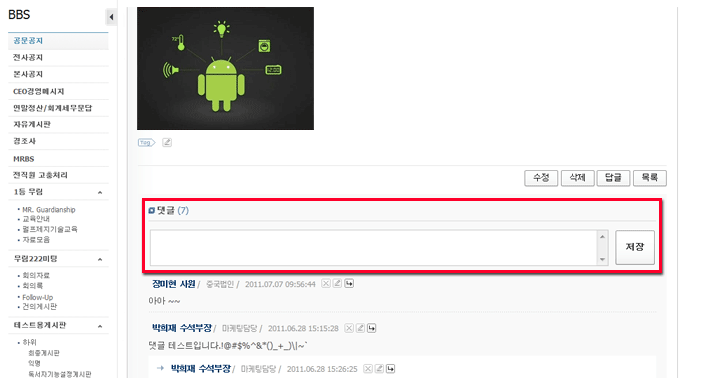 BBS
공문공지
전사공지
본사공지
CEO경영메시지
연말정산/회계세무문답
자유게시판
경조사
MRBS
전직원 고충처리
1등 무림
MR. Guardianship
교육안내
펄프제지기술교육
자료모음
무림222미팅
회의자료
회의록
Follow-Up
건의게시판
테스트용게시판
하위
최종게시판
익명
독서자기능설정게시판
72°
12:00
Tag
수정 삭제 답글 목록
댓글 (7)
저장
장미현 사원 / 중국법인 / 2011.07.07 09:56:44
아아 ~~
박희재 수석부장 / 마케팅담당 / 2011.06.28 15:15:28
댓글 테스트입니다.!@#$%^&*()_+_)\|~`
박희재 수석부장 / 마케팅담당 / 2011.06.28 15:26:25